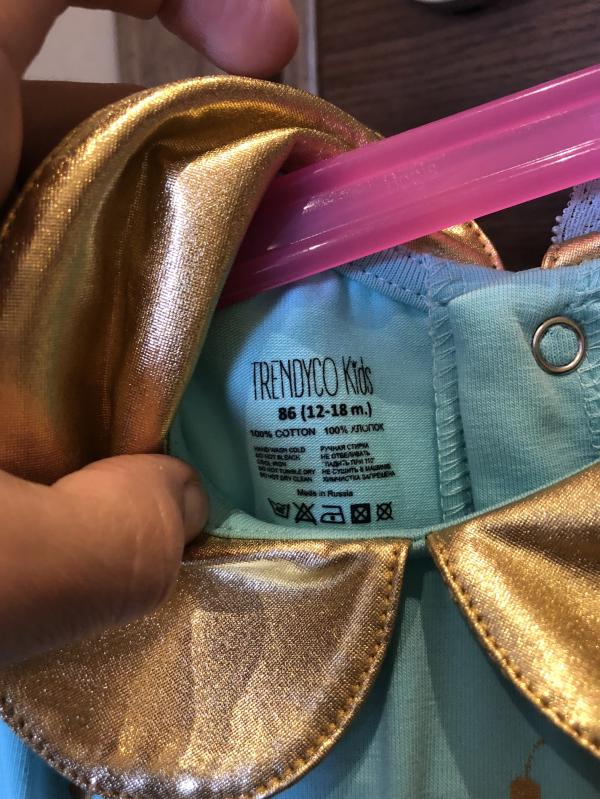 TRENDYCO Kids
86 (12-18 m.)
100% COTTON 100% ХЛОПОК
HAND WASH COLD РУЧНАЯ СТИРКА
DO NOT BLEACH НЕ ОТБЕЛИВАТЬ
COOL IRON ГЛАДИТЬ ПРИ 110°
DO NOT TUMBLE DRY НЕ СУШИТЬ В МАШИНЕ
DO NOT DRY CLEAN ХИМЧИСТКА ЗАПРЕЩЕНА
Made in Russia